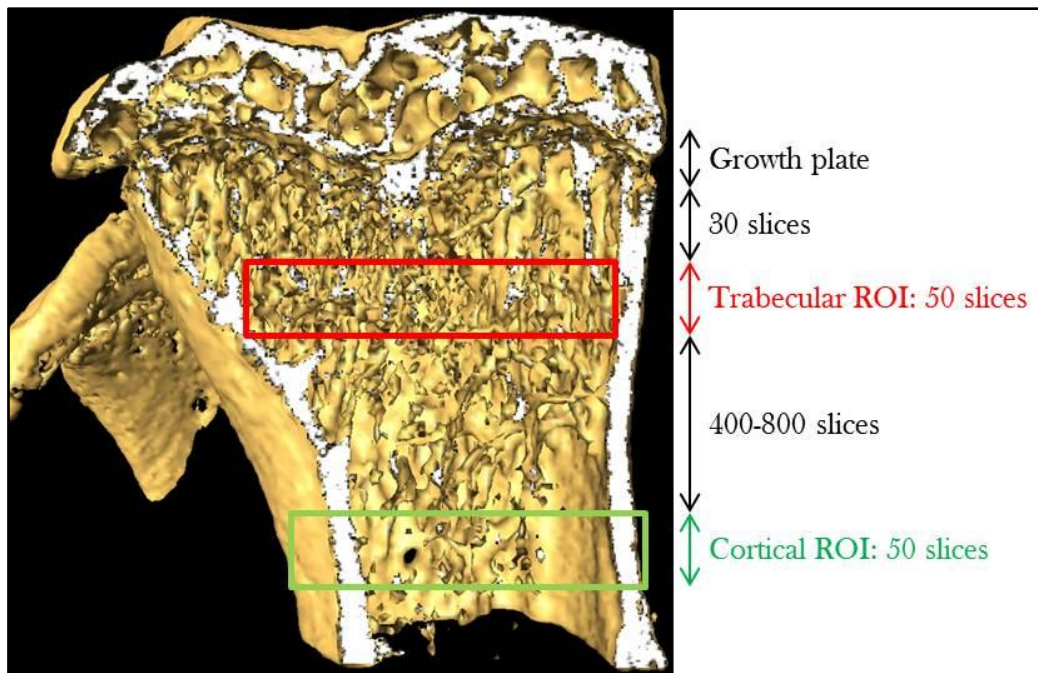 Growth plate
30 slices
Trabecular ROI: 50 slices
400-800 slices
Cortical ROI: 50 slices